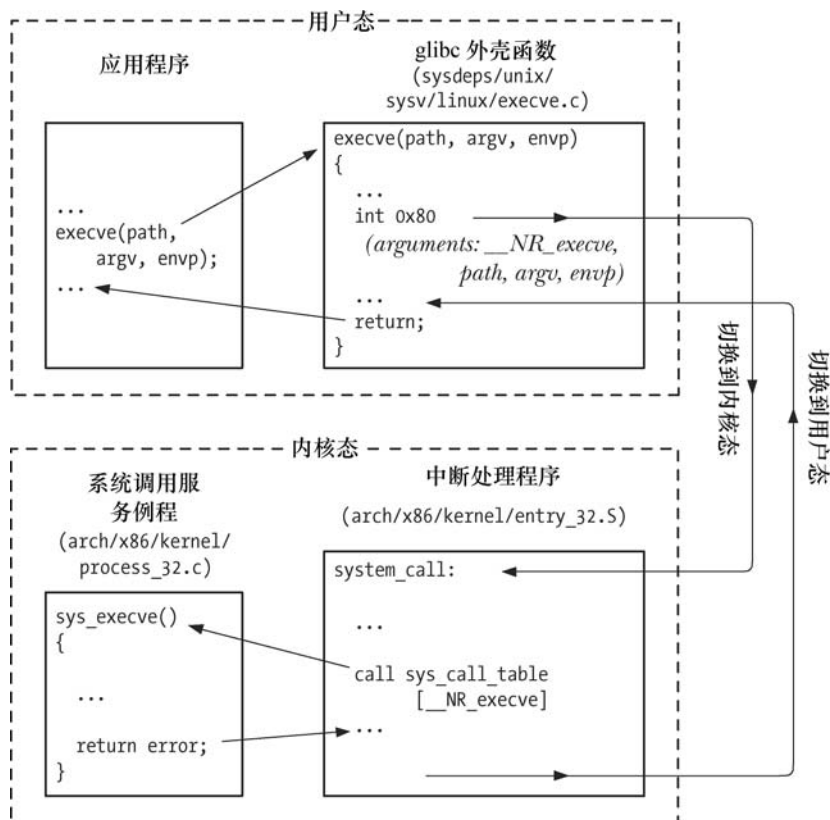 用户态
应用程序
glibc 外壳函数
(sysdeps/unix/
sysv/linux/execve.c)
...
execve(path,
argv, envp);
...
execve(path, argv, envp)
{
...
int 0x80
(arguments: __NR_execve,
path, argv, envp)
...
return;
}
切换到内核态
切换到用户态
内核态
系统调用服
务例程
(arch/x86/kernel/
process_32.c)
sys_execve()
{
...
return error;
}
中断处理程序
(arch/x86/kernel/entry_32.S)
system_call:
...
call sys_call_table
[__NR_execve]
...